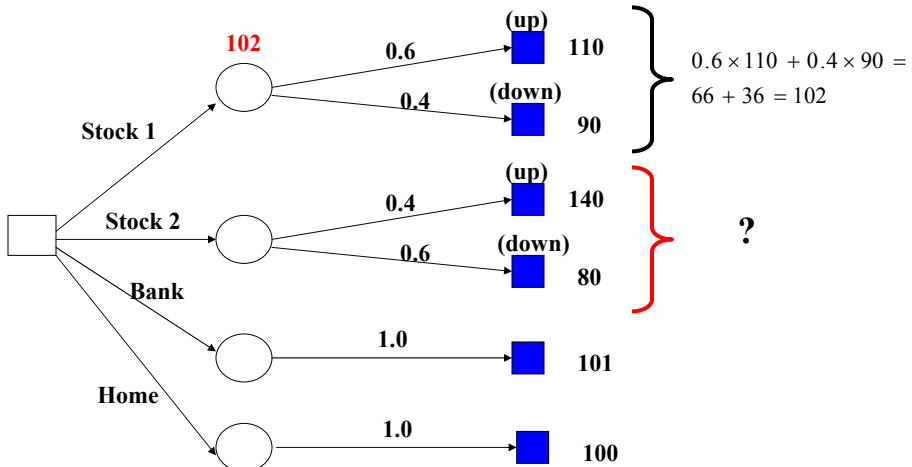 (up)
102
0.6
110
0.6 × 110 + 0.4 × 90 =
(down)
0.4
66 + 36 = 102
90
Stock 1
(up)
140
0.4
Stock 2
?
(down)
0.6
80
Bank
1.0
101
Home
1.0
100